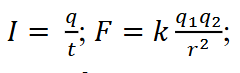 I = q/t; F = k q₁q₂/r²;